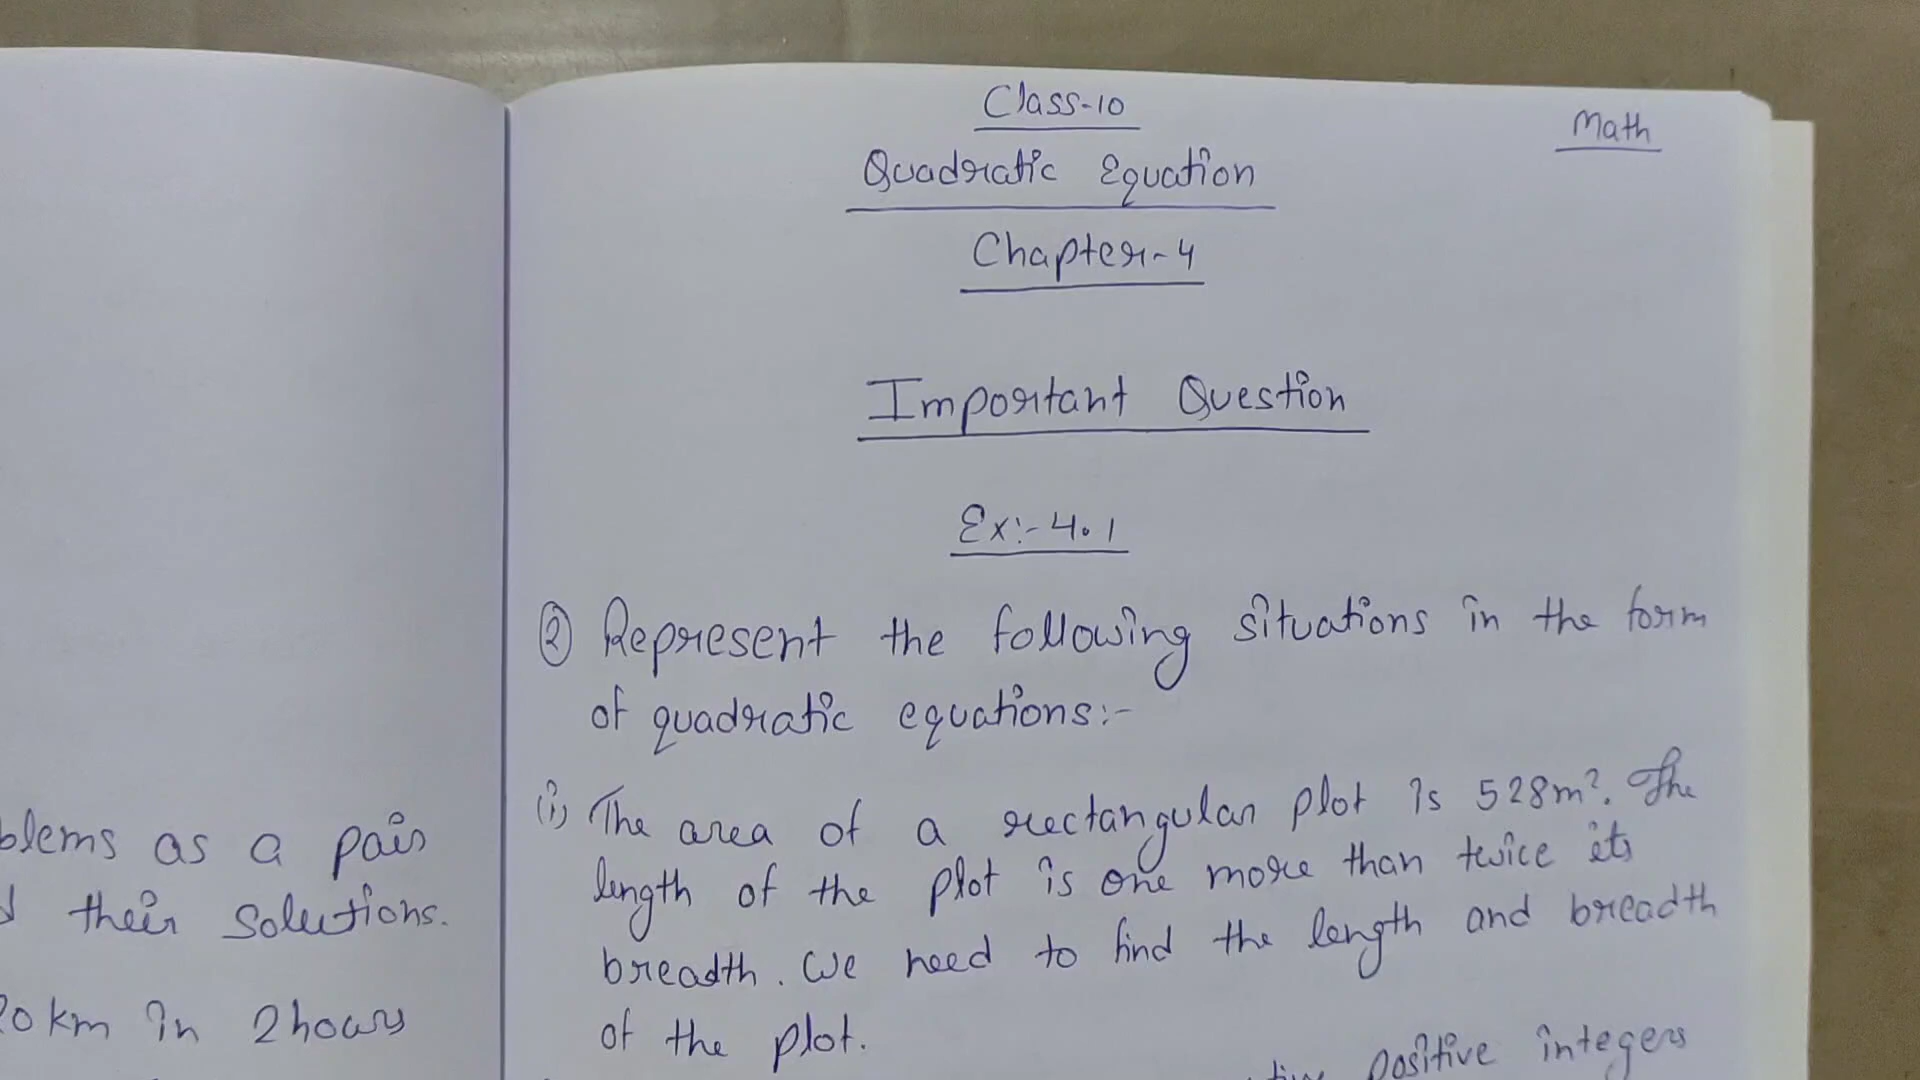 Class-10
Math
Quadratic Equation
Chapter-4
Important Question
Ex:-4.1
② Represent the following situations in the form
of quadratic equations:-
(i) The area of a rectangular plot is 528m². The
length of the plot is one more than twice its
breadth. We need to find the length and breadth
of the plot.
positive integers
as a pair
their solutions.
km in 2 hours